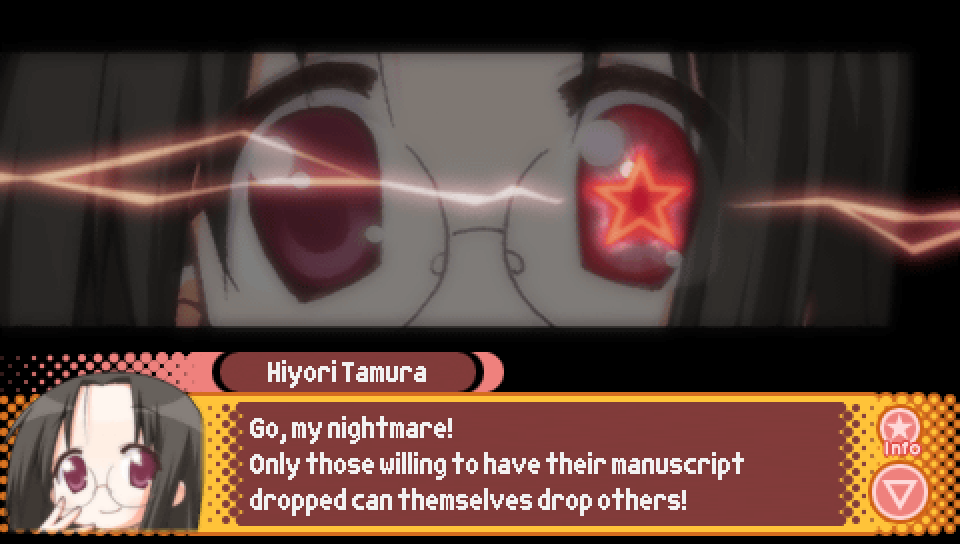 Hiyori Tamura
Go, my nightmare!
Only those willing to have their manuscript
dropped can themselves drop others!
Info